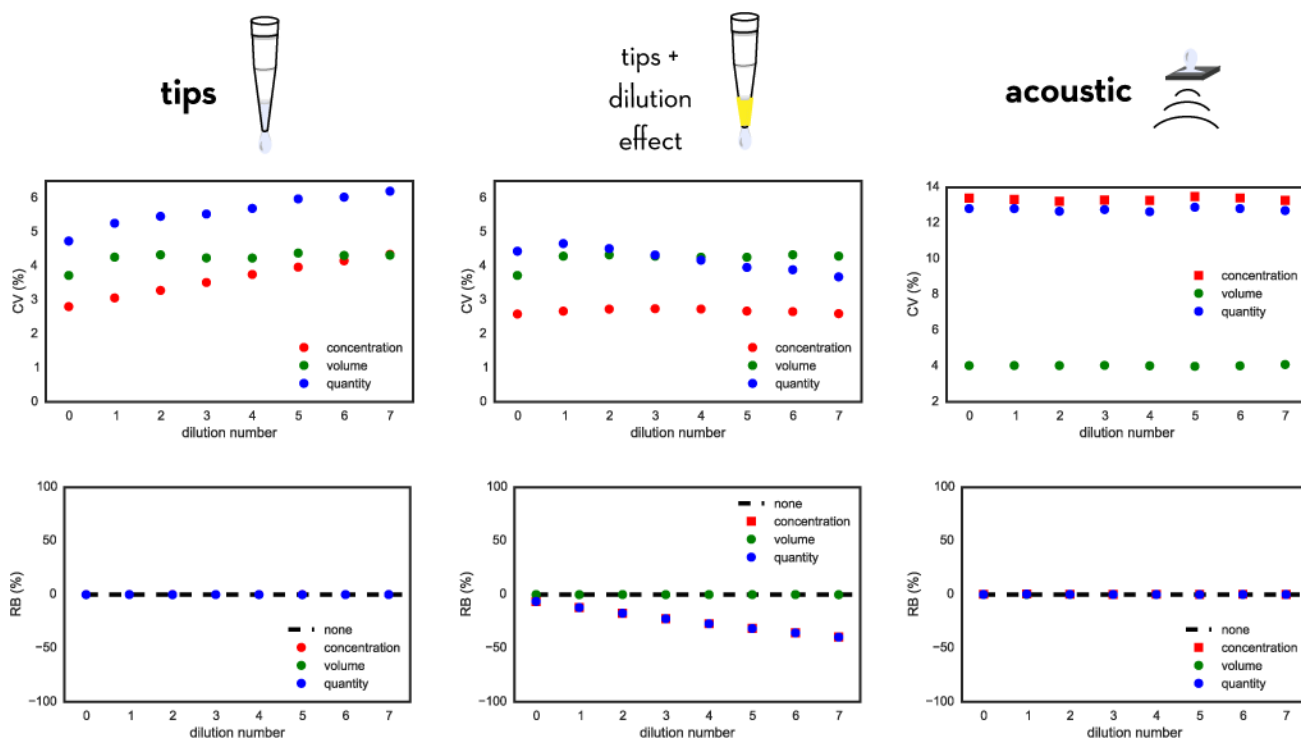 tips
tips +
dilution
effect
acoustic
6
5
4
3
2
1
0
CV (%)
concentration
volume
quantity
0 1 2 3 4 5 6 7
dilution number
6
5
4
3
2
1
0
CV (%)
concentration
volume
quantity
0 1 2 3 4 5 6 7
dilution number
14
12
10
8
6
4
2
CV (%)
concentration
volume
quantity
0 1 2 3 4 5 6 7
dilution number
100
50
0
−50
−100
RB (%)
none
concentration
volume
quantity
0 1 2 3 4 5 6 7
dilution number
100
50
0
−50
−100
RB (%)
none
concentration
volume
quantity
0 1 2 3 4 5 6 7
dilution number
100
50
0
−50
−100
RB (%)
none
concentration
volume
quantity
0 1 2 3 4 5 6 7
dilution number